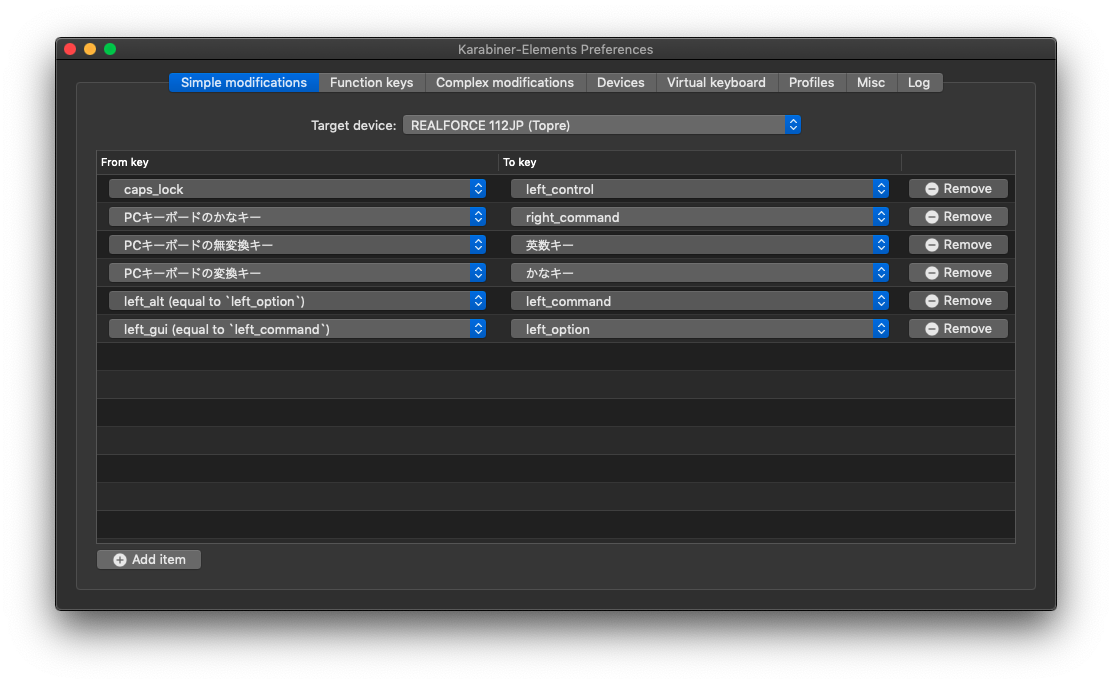 Karabiner-Elements Preferences
Simple modifications Function keys Complex modifications Devices Virtual keyboard Profiles Misc Log
Target device: REALFORCE 112JP (Topre)
From key To key
caps_lock left_control Remove
PCキーボードのかなキー right_command Remove
PCキーボードの無変換キー 英数キー Remove
PCキーボードの変換キー かなキー Remove
left_alt (equal to `left_option`) left_command Remove
left_gui (equal to `left_command`) left_option Remove
Add item